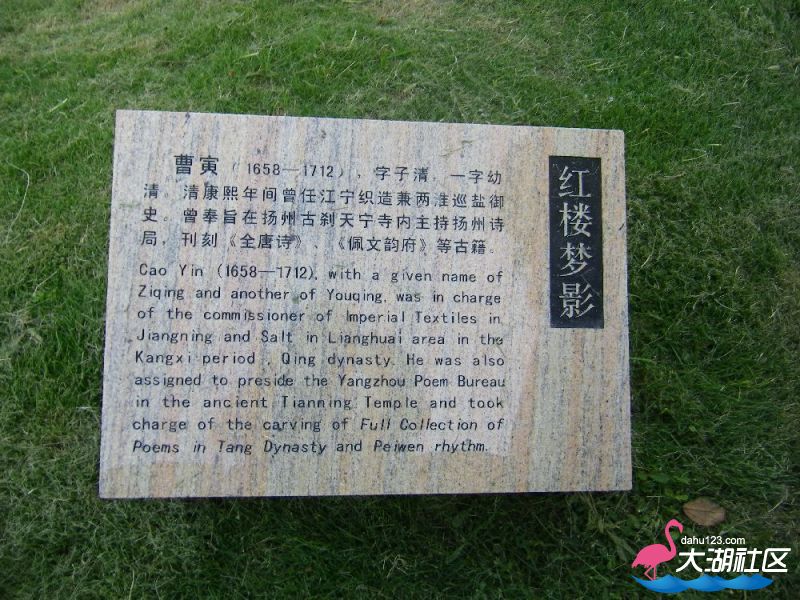 曹寅（1658—1712），字子清，一字幼
清。清康熙年间曾任江宁织造兼两淮巡盐御
史。曾奉旨在扬州古刹天宁寺内主持扬州诗
局，刊刻《全唐诗》、《佩文韵府》等古籍。
Cao Yin (1658—1712), with a given name of
Ziqing and another of Youqing, was in charge
of the commissioner of Imperial Textiles in
Jiangning and Salt in Lianghuai area in the
Kangxi period , Qing dynasty. He was also
assigned to preside the Yangzhou Poem Bureau
in the ancient Tianning Temple and took
charge of the carving of Full Collection of
Poems in Tang Dynasty and Peiwen rhythm.
红楼梦影
dahu123.com
大湖社区